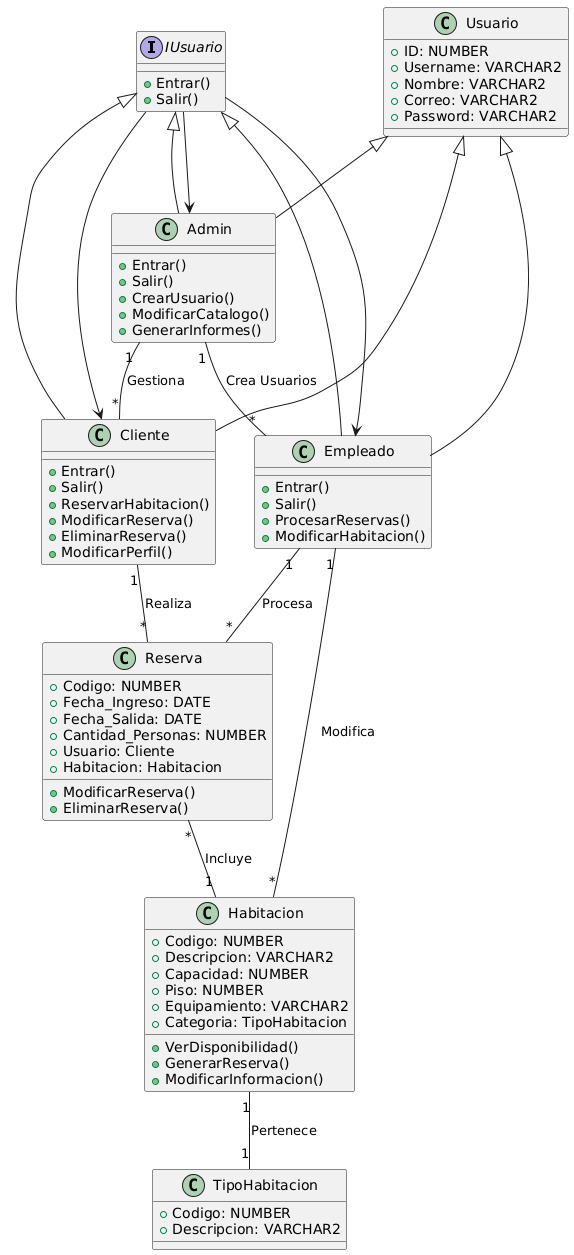 I IUsuario
Entrar()
Salir()
C Usuario
ID: NUMBER
Username: VARCHAR2
Nombre: VARCHAR2
Correo: VARCHAR2
Password: VARCHAR2
C Admin
Entrar()
Salir()
CrearUsuario()
ModificarCatalogo()
GenerarInformes()
1
1
Gestiona
Crea Usuarios
*
*
C Cliente
Entrar()
Salir()
ReservarHabitacion()
ModificarReserva()
EliminarReserva()
ModificarPerfil()
C Empleado
Entrar()
Salir()
ProcesarReservas()
ModificarHabitacion()
1
1
1
Realiza
Procesa
*
*
C Reserva
Codigo: NUMBER
Fecha_Ingreso: DATE
Fecha_Salida: DATE
Cantidad_Personas: NUMBER
Usuario: Cliente
Habitacion: Habitacion
ModificarReserva()
EliminarReserva()
Modifica
*
Incluye
1
*
C Habitacion
Codigo: NUMBER
Descripcion: VARCHAR2
Capacidad: NUMBER
Piso: NUMBER
Equipamiento: VARCHAR2
Categoria: TipoHabitacion
VerDisponibilidad()
GenerarReserva()
ModificarInformacion()
1
Pertenece
1
C TipoHabitacion
Codigo: NUMBER
Descripcion: VARCHAR2